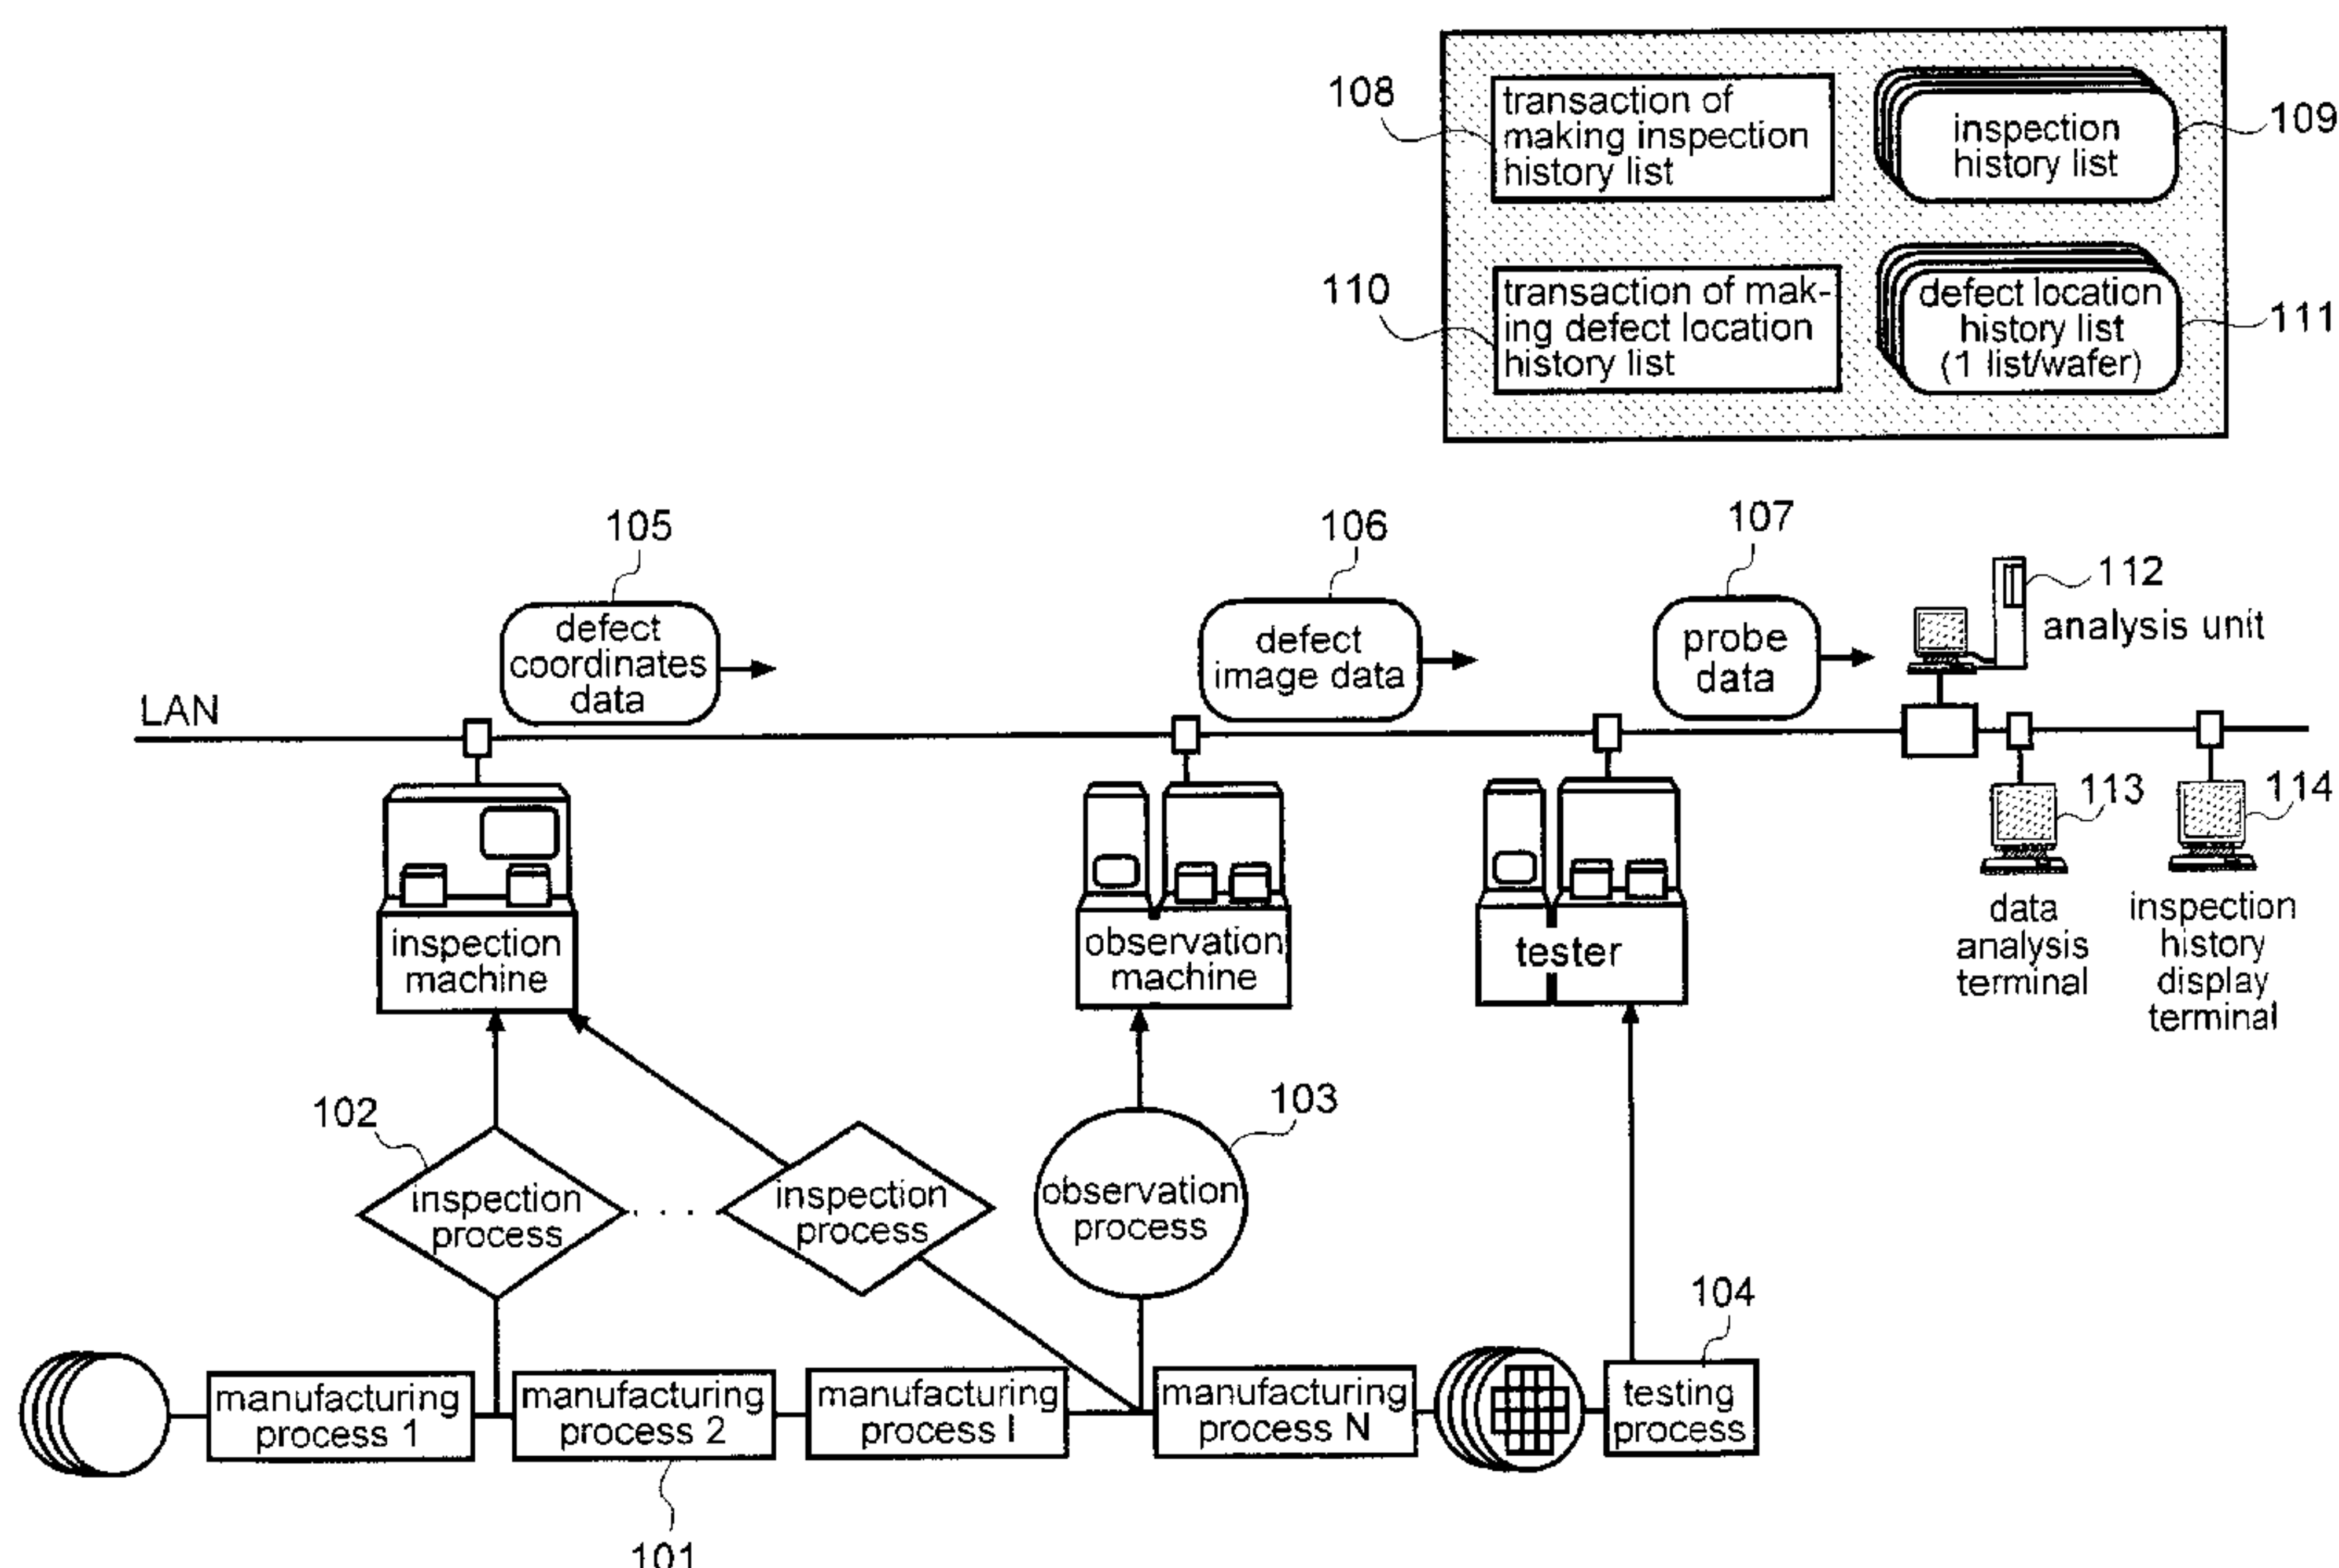 108
transaction of
making inspection
history list
inspection
history list
109
110
transaction of mak-
ing defect location
history list
defect location
history list
(1 list/wafer)
111
105
defect
coordinates
data
106
defect
image data
107
probe
data
112
analysis unit
LAN
113
114
inspection
machine
observation
machine
tester
data
analysis
terminal
inspection
history
display
terminal
102
inspection
process
inspection
process
103
observation
process
104
manufacturing
process 1
manufacturing
process 2
manufacturing
process I
manufacturing
process N
testing
process
101